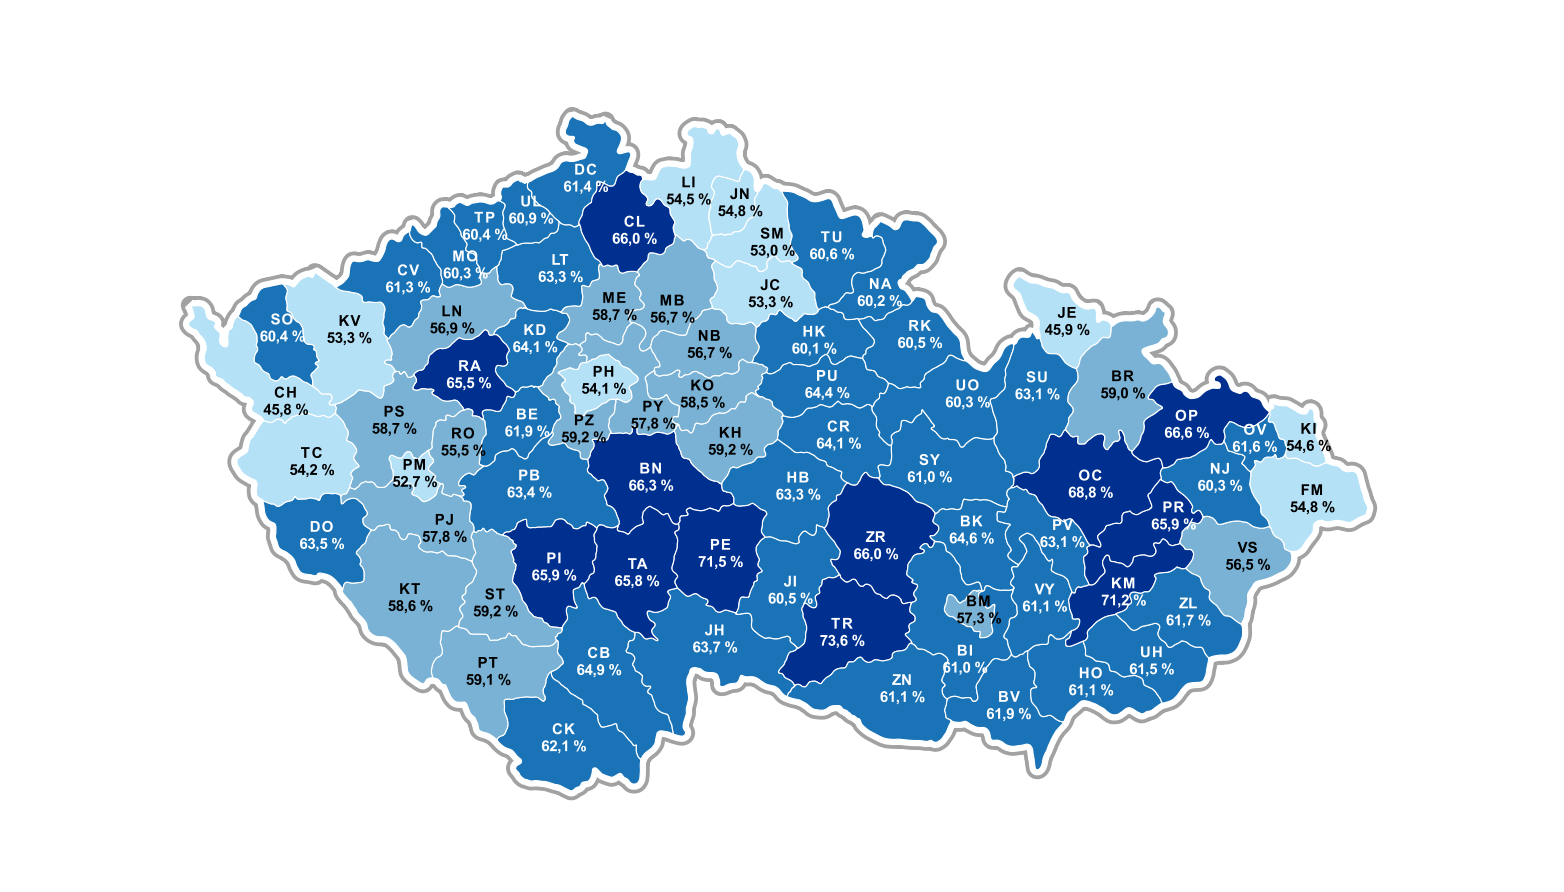 DC
61,4 %
LI
54,5 %
JN
54,8 %
UL
60,9 %
TP
60,4 %
CL
66,0 %
SM
53,0 %
TU
60,6 %
MO
60,3 %
LT
63,3 %
CV
61,3 %
NA
60,2 %
JC
53,3 %
ME
58,7 %
MB
56,7 %
LN
56,9 %
JE
45,9 %
SO
60,4 %
KV
53,3 %
KD
64,1 %
HK
60,1 %
RK
60,5 %
NB
56,7 %
RA
65,5 %
PH
54,1 %
PU
64,4 %
UO
60,3 %
SU
63,1 %
BR
59,0 %
KO
58,5 %
CH
45,8 %
PS
58,7 %
BE
61,9 %
PZ
59,2 %
PY
57,8 %
OP
66,6 %
CR
64,1 %
KH
59,2 %
RO
55,5 %
OV
61,6 %
KI
54,6 %
TC
54,2 %
PM
52,7 %
SY
61,0 %
BN
66,3 %
NJ
60,3 %
PB
63,4 %
HB
63,3 %
OC
68,8 %
FM
54,8 %
PR
65,9 %
PJ
57,8 %
DO
63,5 %
BK
64,6 %
PV
63,1 %
ZR
66,0 %
PE
71,5 %
VS
56,5 %
PI
65,9 %
TA
65,8 %
JI
60,5 %
KM
71,2 %
KT
58,6 %
ST
59,2 %
VY
61,1 %
BM
57,3 %
ZL
61,7 %
TR
73,6 %
JH
63,7 %
CB
64,9 %
BI
61,0 %
UH
61,5 %
PT
59,1 %
HO
61,1 %
ZN
61,1 %
BV
61,9 %
CK
62,1 %